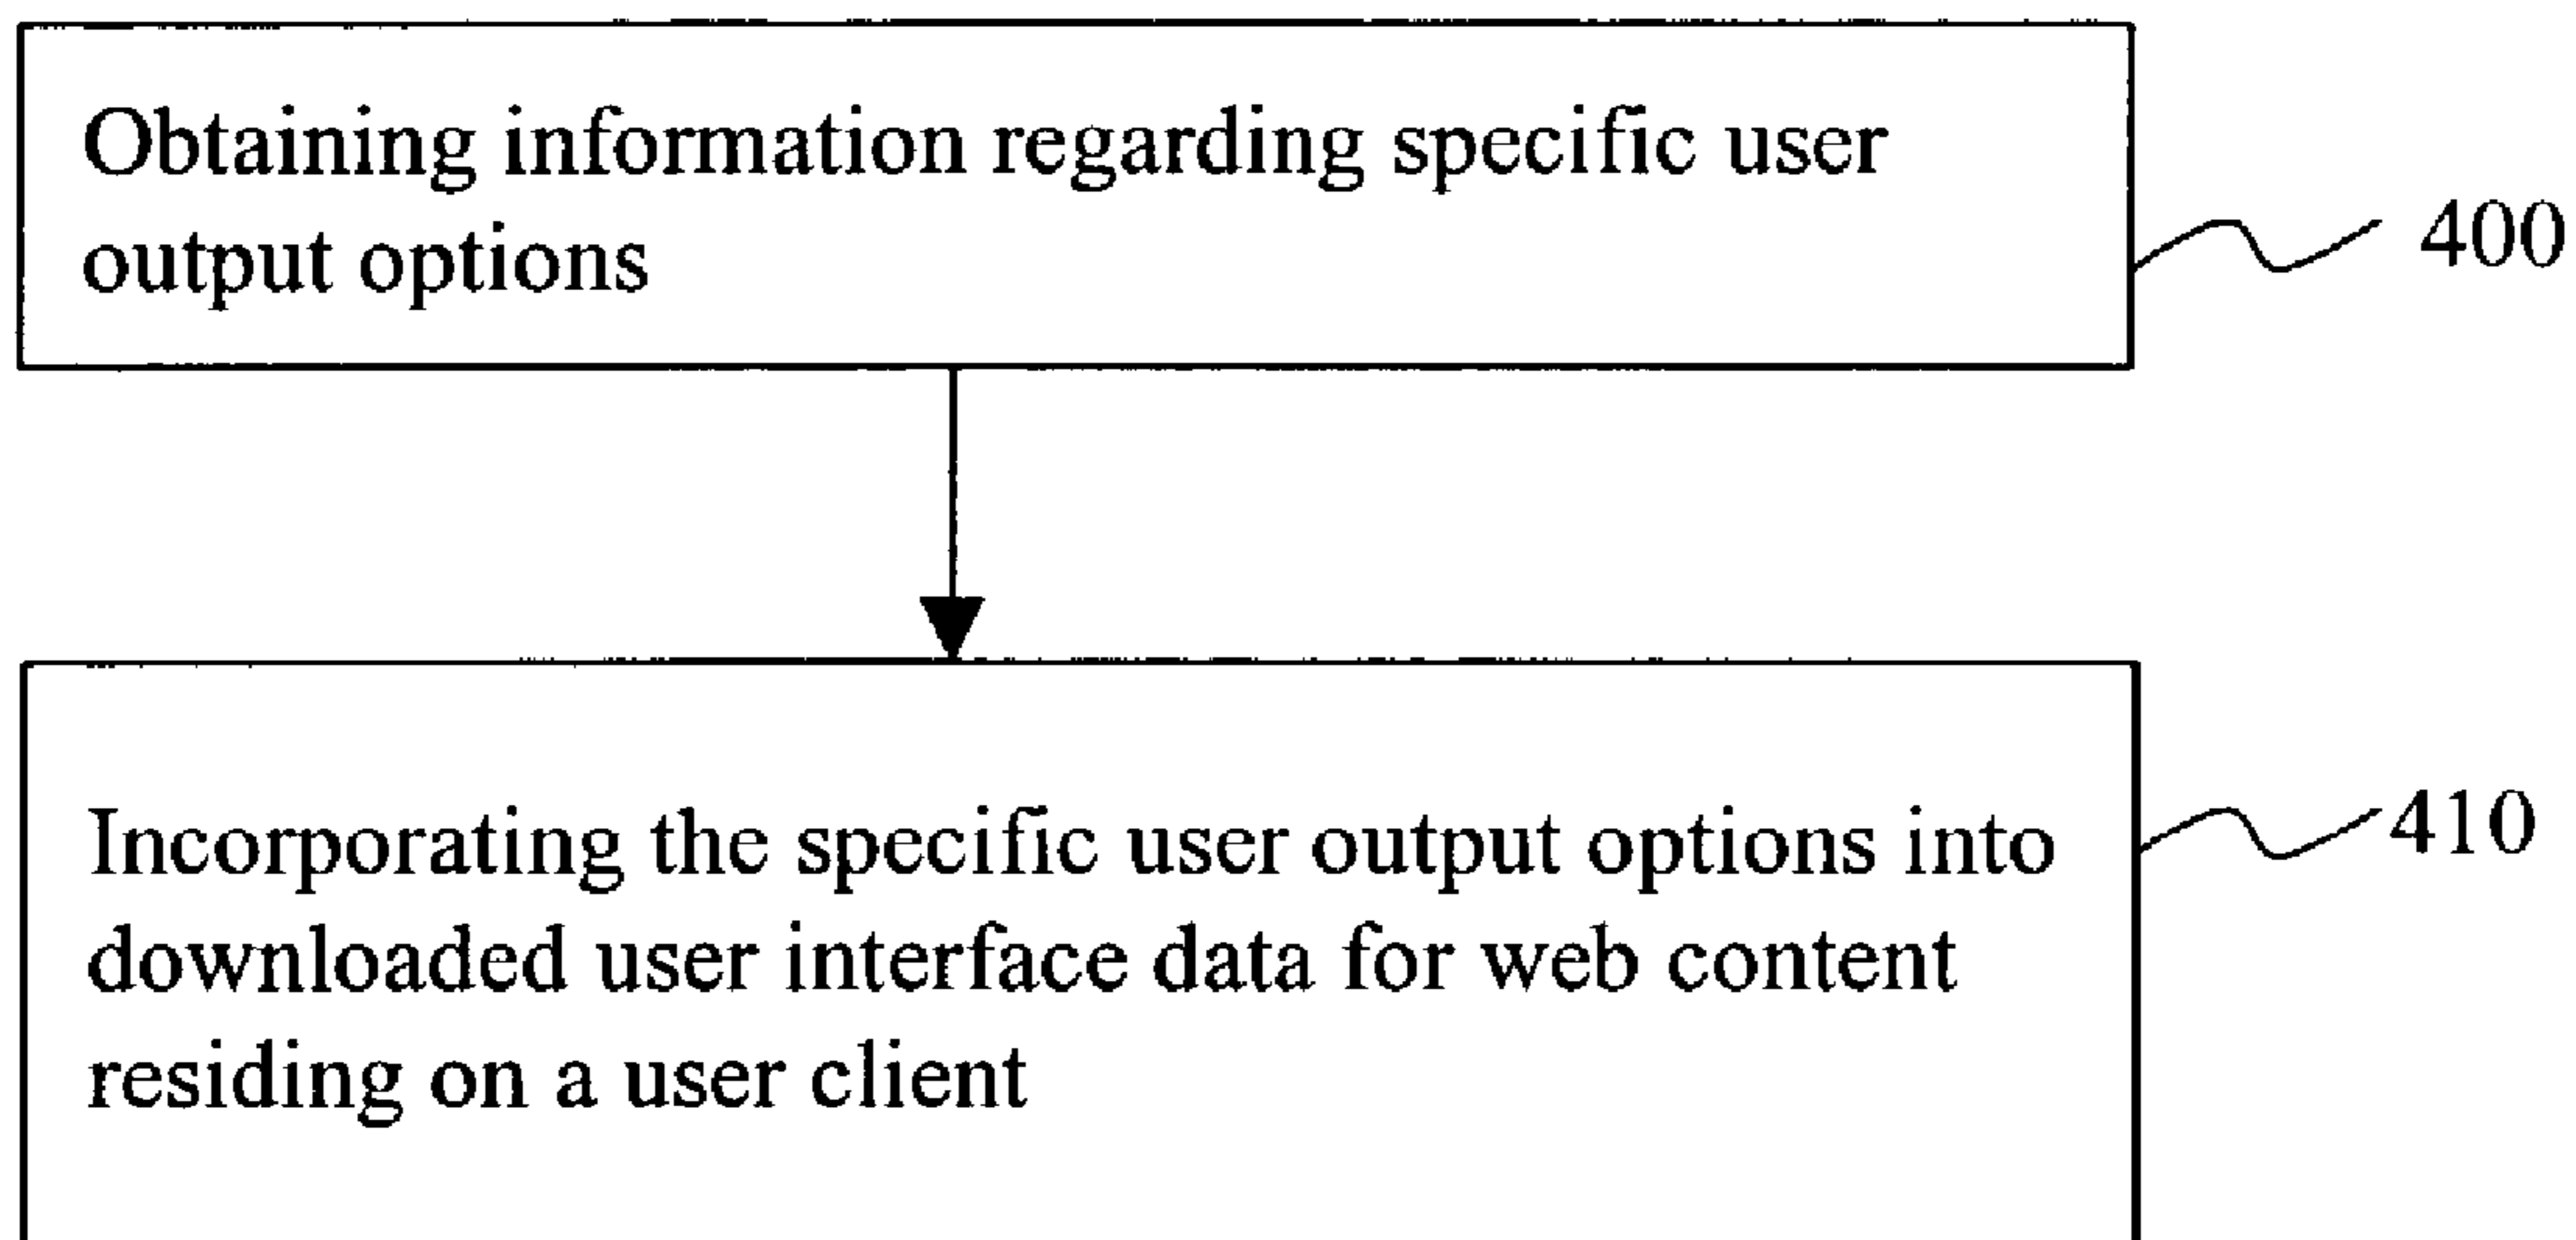 Obtaining information regarding specific user
output options
400
Incorporating the specific user output options into
410
downloaded user interface data for web content
residing on a user client